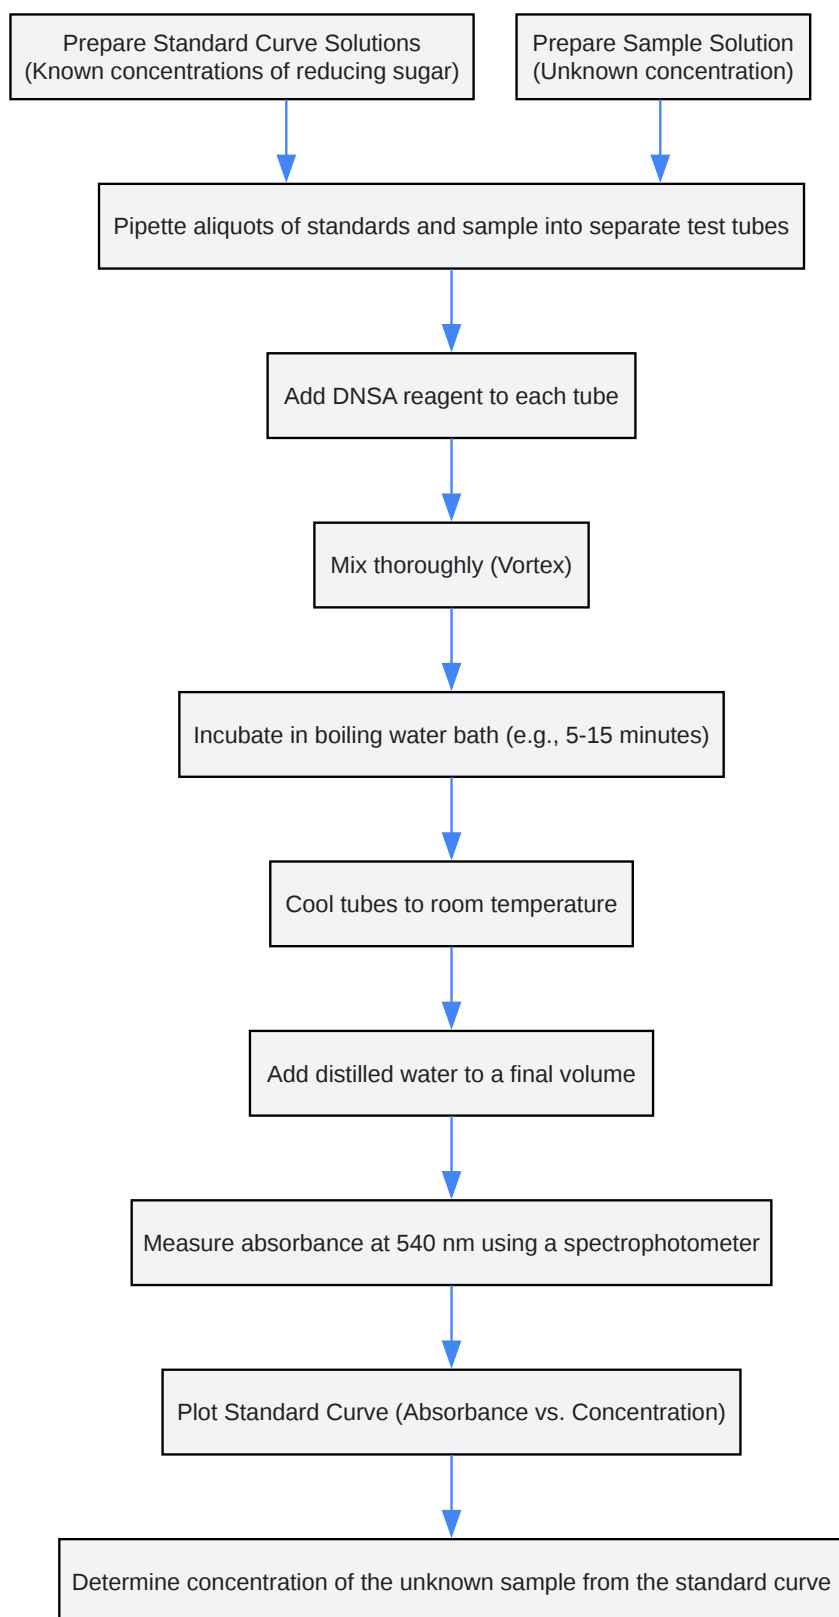 Prepare Standard Curve Solutions
(Known concentrations of reducing sugar)
Prepare Sample Solution
(Unknown concentration)
Pipette aliquots of standards and sample into separate test tubes
Add DNSA reagent to each tube
Mix thoroughly (Vortex)
Incubate in boiling water bath (e.g., 5-15 minutes)
Cool tubes to room temperature
Add distilled water to a final volume
Measure absorbance at 540 nm using a spectrophotometer
Plot Standard Curve (Absorbance vs. Concentration)
Determine concentration of the unknown sample from the standard curve